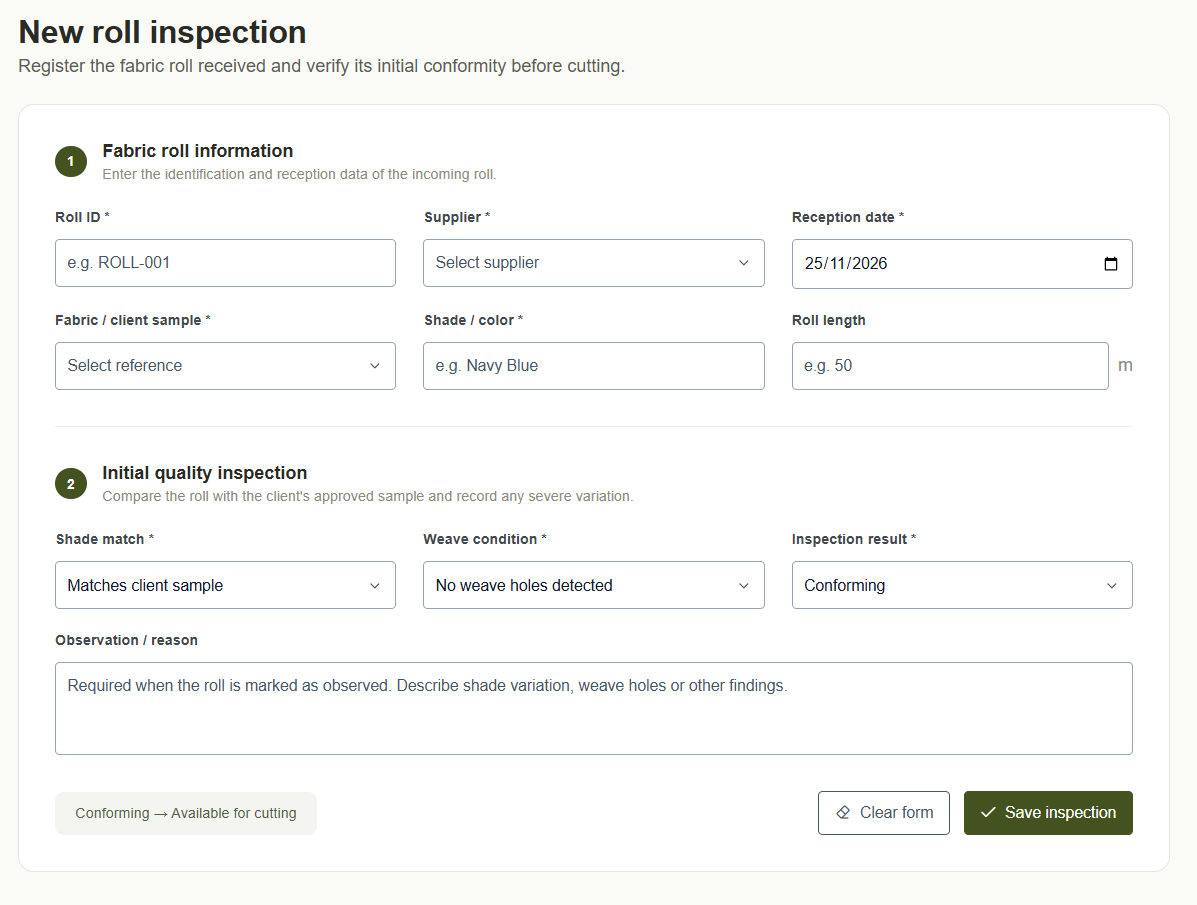 New roll inspection
Register the fabric roll received and verify its initial conformity before cutting.
1
Fabric roll information
Enter the identification and reception data of the incoming roll.
Roll ID *
Supplier *
Reception date *
e.g. ROLL-001
Select supplier
25/11/2026
Fabric / client sample *
Shade / color *
Roll length
Select reference
e.g. Navy Blue
e.g. 50
m
2
Initial quality inspection
Compare the roll with the client's approved sample and record any severe variation.
Shade match *
Weave condition *
Inspection result *
Matches client sample
No weave holes detected
Conforming
Observation / reason
Required when the roll is marked as observed. Describe shade variation, weave holes or other findings.
Conforming → Available for cutting
Clear form
Save inspection